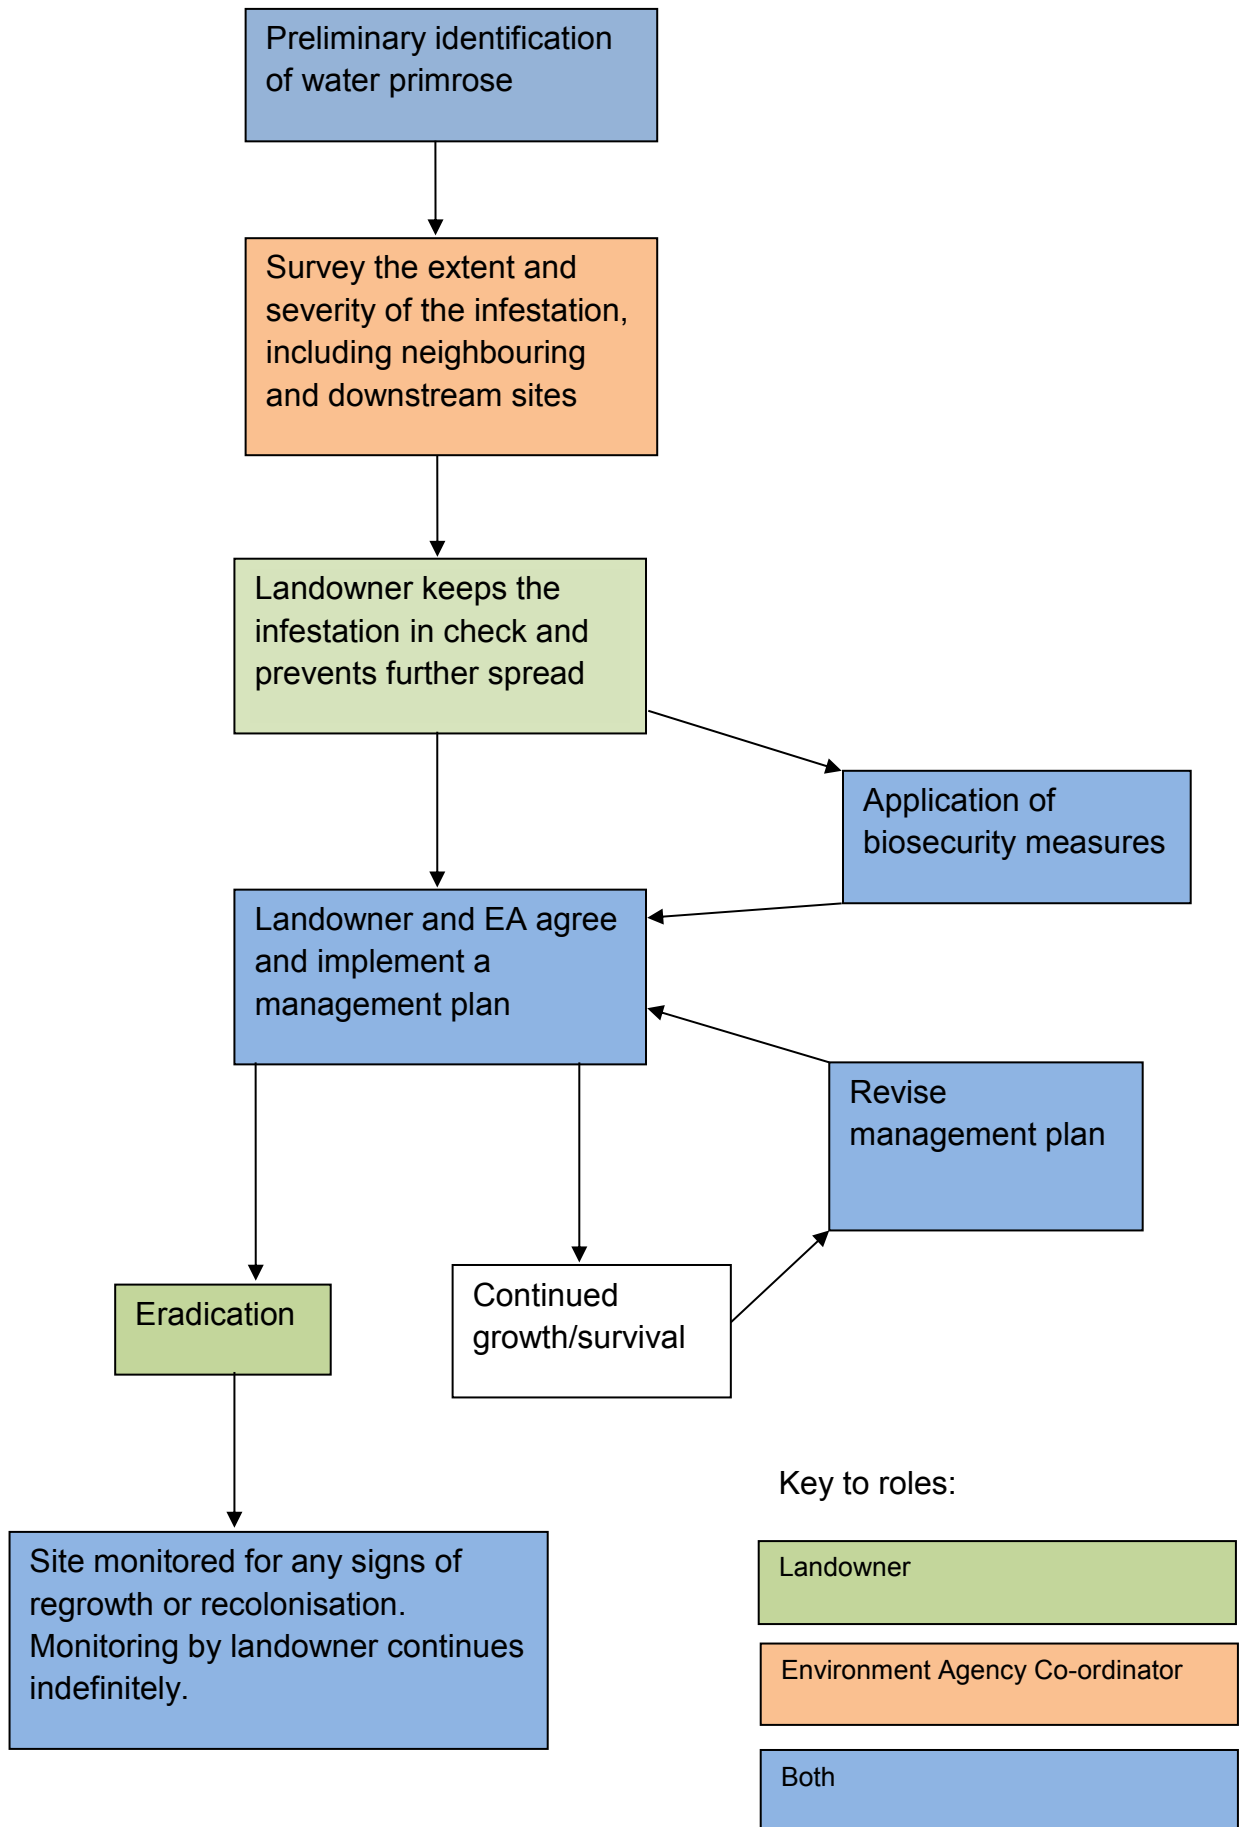 Preliminary identification
of water primrose
Survey the extent and
severity of the infestation,
including neighbouring
and downstream sites
Landowner keeps the
infestation in check and
prevents further spread
Application of
biosecurity measures
Landowner and EA agree
and implement a
management plan
Revise
management plan
Eradication
Continued
growth/survival
Site monitored for any signs of
regrowth or recolonisation.
Monitoring by landowner continues
indefinitely.
Key to roles:
Landowner
Environment Agency Co-ordinator
Both